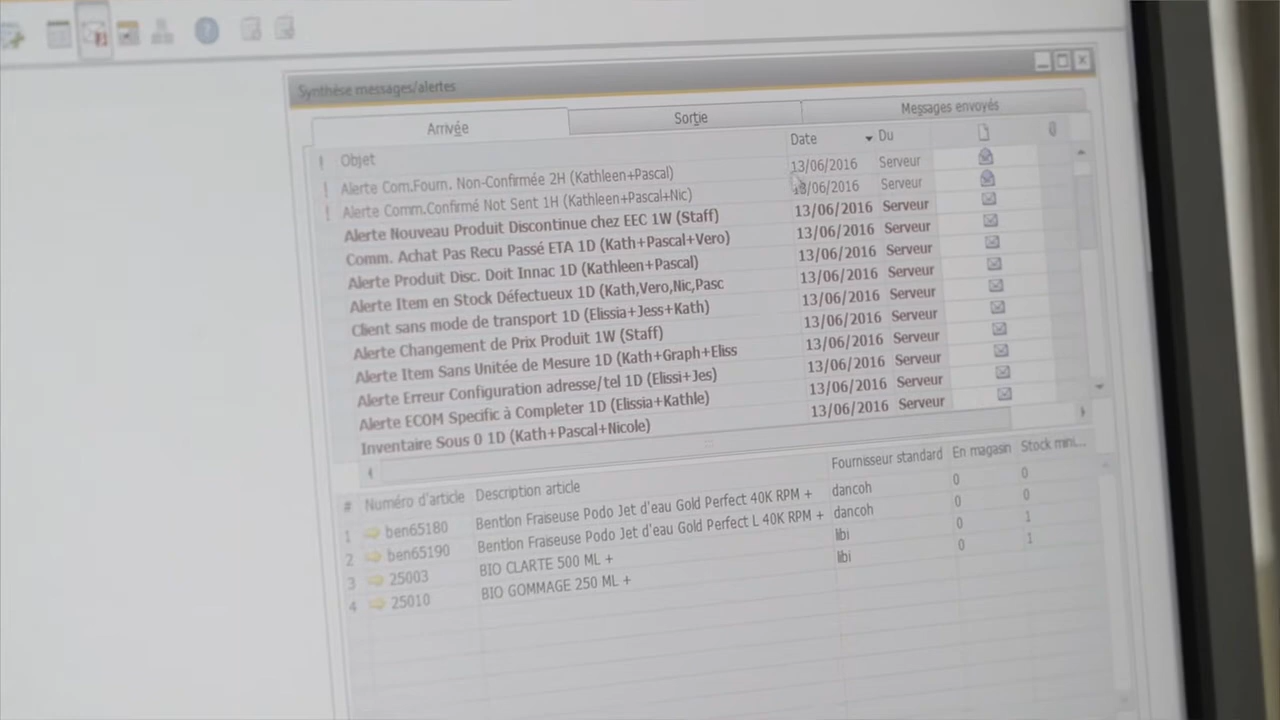 Synthèse messages/alertes
Arrivée Sortie Messages envoyés
! Objet Date Du
! Alerte Com.Fourn. Non-Confirmée 2H (Kathleen+Pascal) 13/06/2016 Serveur
! Alerte Comm.Confirmé Not Sent 1H (Kathleen+Pascal+Nic) 13/06/2016 Serveur
Alerte Nouveau Produit Discontinue chez EEC 1W (Staff) 13/06/2016 Serveur
Comm. Achat Pas Recu Passé ETA 1D (Kath+Pascal+Vero) 13/06/2016 Serveur
Alerte Produit Disc. Doit Innac 1D (Kathleen+Pascal) 13/06/2016 Serveur
Alerte Item en Stock Défectueux 1D (Kath,Vero,Nic,Pasc 13/06/2016 Serveur
Client sans mode de transport 1D (Elissia+Jess+Kath) 13/06/2016 Serveur
Alerte Changement de Prix Produit 1W (Staff) 13/06/2016 Serveur
Alerte Item Sans Unitée de Mesure 1D (Kath+Graph+Eliss 13/06/2016 Serveur
Alerte Erreur Configuration adresse/tel 1D (Elissi+Jes) 13/06/2016 Serveur
Alerte ECOM Specific à Completer 1D (Elissia+Kathle) 13/06/2016 Serveur
Inventaire Sous 0 1D (Kath+Pascal+Nicole) 13/06/2016 Serveur
# Numéro d'article Description article Fournisseur standard En magasin Stock mini...
1 ben65180 Bentlon Fraiseuse Podo Jet d'eau Gold Perfect 40K RPM + dancoh 0 0
2 ben65190 Bentlon Fraiseuse Podo Jet d'eau Gold Perfect L 40K RPM + dancoh 0 0
3 25003 BIO CLARTE 500 ML + libi 0 1
4 25010 BIO GOMMAGE 250 ML + libi 0 1